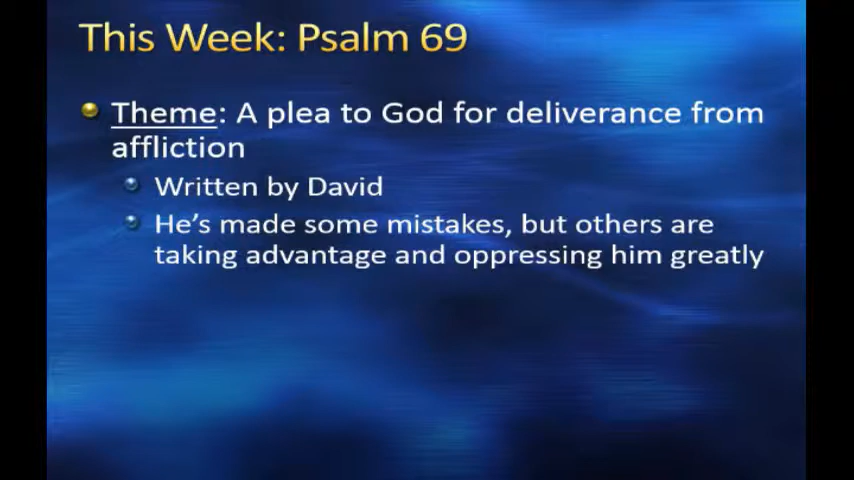 This Week: Psalm 69
Theme: A plea to God for deliverance from
affliction
Written by David
He's made some mistakes, but others are
taking advantage and oppressing him greatly